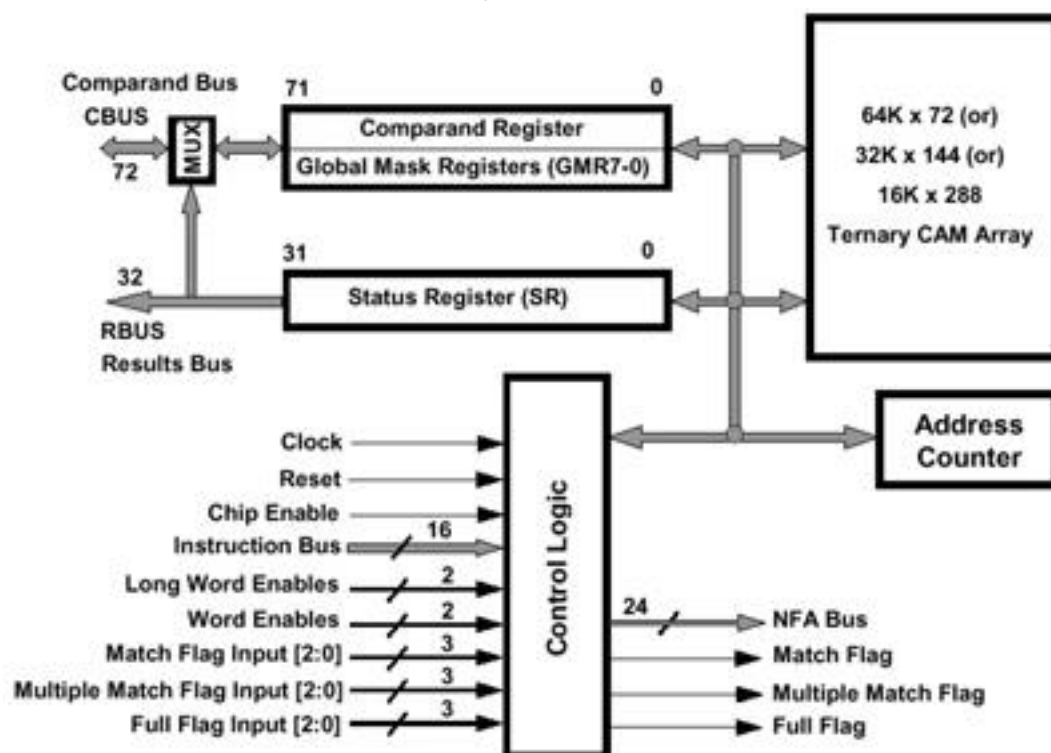 Comparand Bus
CBUS
72
MUX
71
0
Comparand Register
Global Mask Registers (GMR7-0)
64K x 72 (or)
32K x 144 (or)
16K x 288
Ternary CAM Array
32
31
0
Status Register (SR)
RBUS
Results Bus
Address
Counter
Control Logic
Clock
Reset
Chip Enable
Instruction Bus
16
Long Word Enables
2
Word Enables
2
Match Flag Input [2:0]
3
Multiple Match Flag Input [2:0]
3
Full Flag Input [2:0]
3
24
NFA Bus
Match Flag
Multiple Match Flag
Full Flag